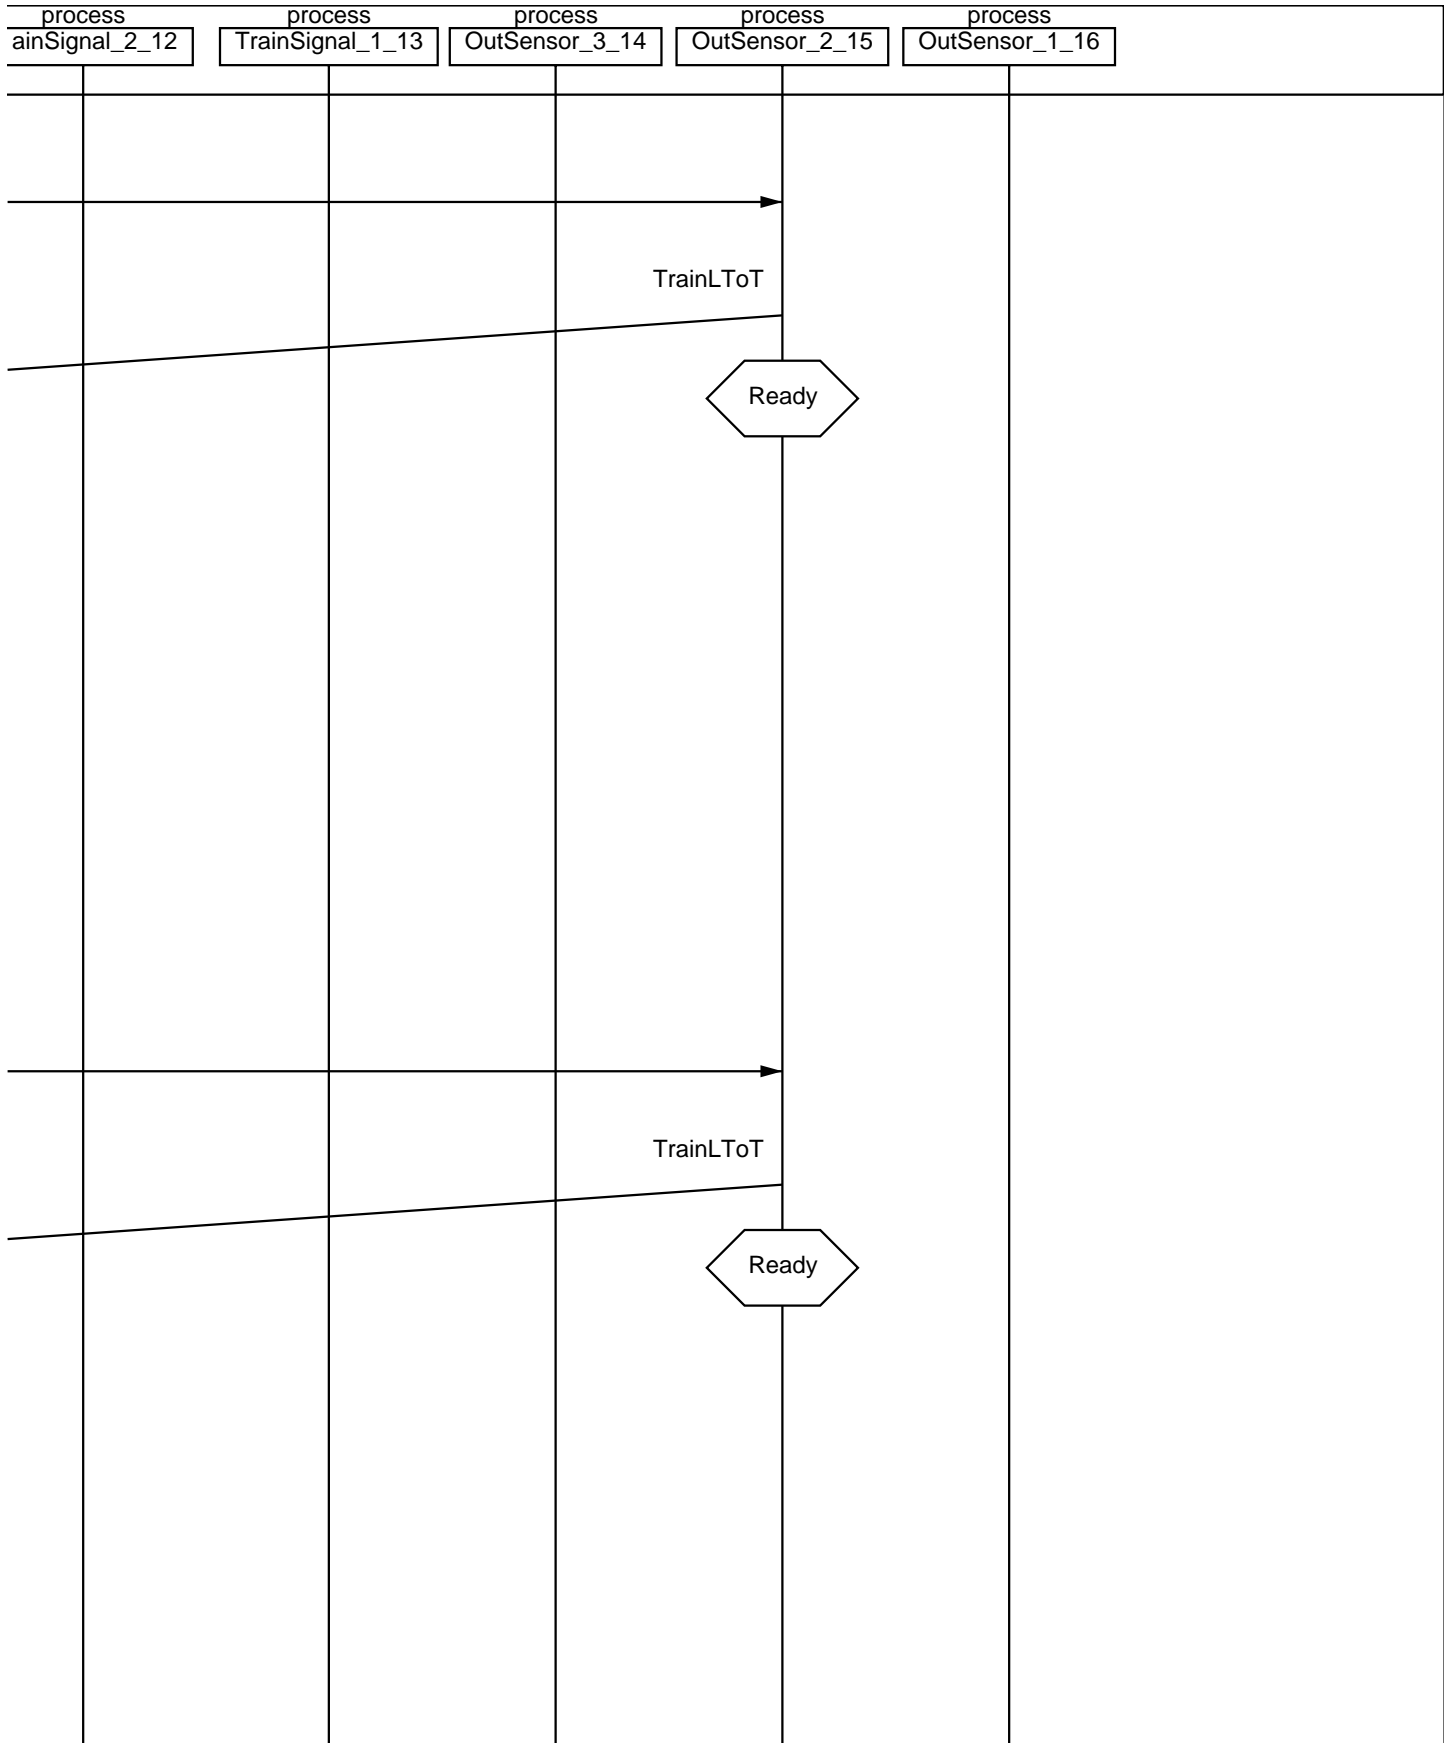 process process process process process
ainSignal_2_12 TrainSignal_1_13 OutSensor_3_14 OutSensor_2_15 OutSensor_1_16
TrainLToT
Ready
TrainLToT
Ready